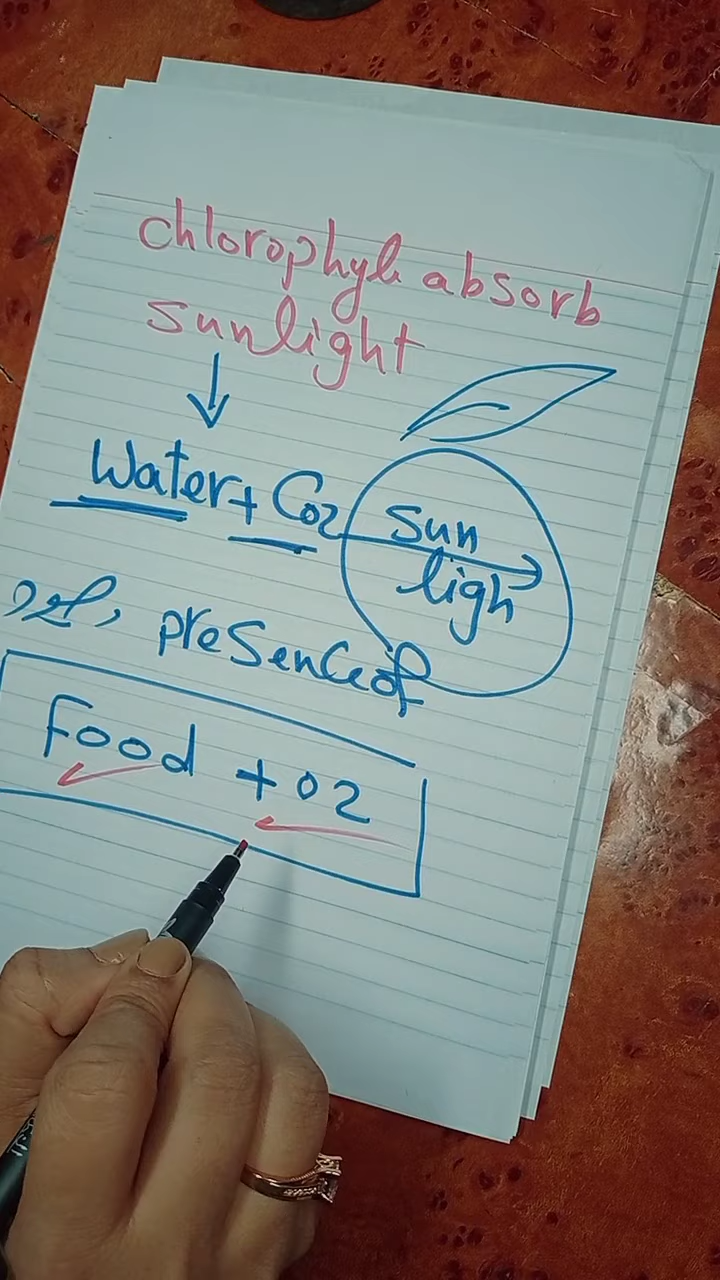 chlorophyll absorb
sunlight
Water + Co2 sun
ligh
presence of
Food + O2